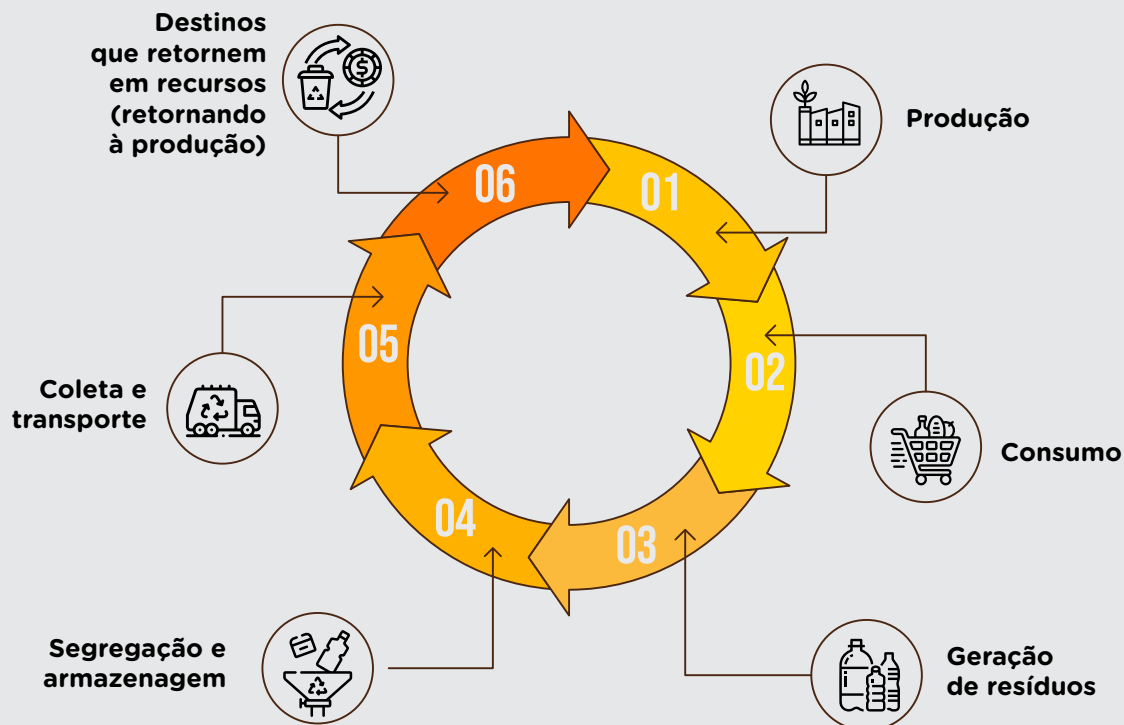 Destinos
que retornem
em recursos
(retornando
à produção)
06
01
Produção
05
02
Coleta e
transporte
Consumo
04
03
Segregação e
armazenagem
Geração
de resíduos